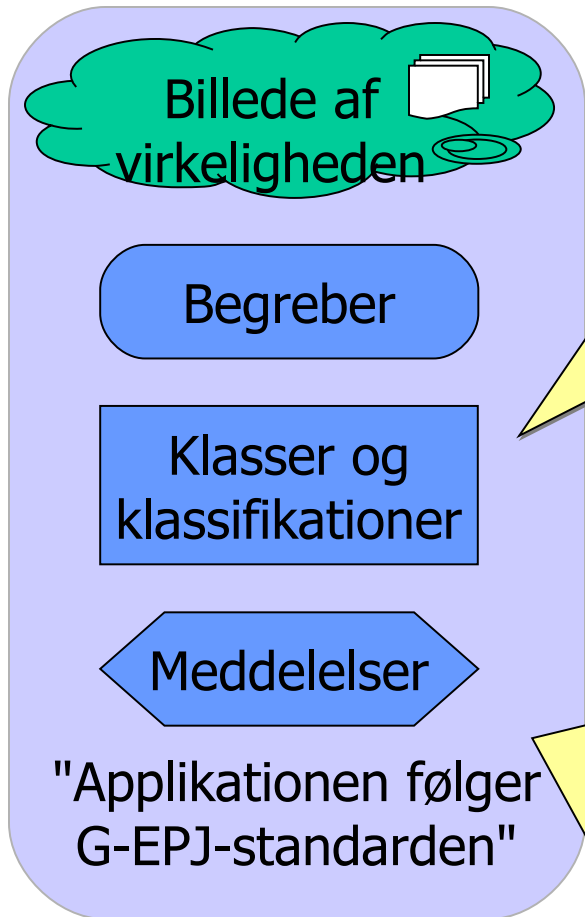 Billede af
virkeligheden
Begreber
Klasser og
klassifikationer
Meddelelser
"Applikationen følger
G-EPJ-standarden"